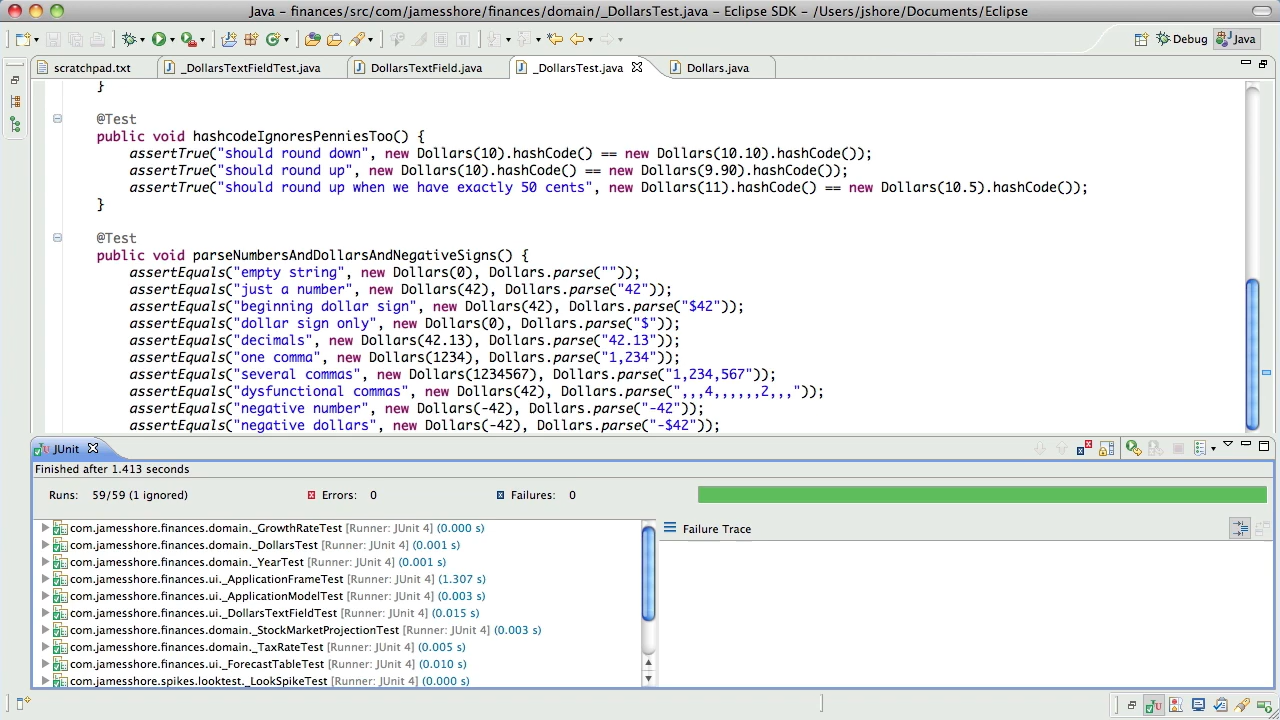 Java - finances/src/com/jamesshore/finances/domain/_DollarsTest.java - Eclipse SDK - /Users/jshore/Documents/Eclipse
Debug Java
scratchpad.txt _DollarsTextFieldTest.java DollarsTextField.java _DollarsTest.java Dollars.java
}
@Test
public void hashcodeIgnoresPenniesToo() {
assertTrue("should round down", new Dollars(10).hashCode() == new Dollars(10.10).hashCode());
assertTrue("should round up", new Dollars(10).hashCode() == new Dollars(9.90).hashCode());
assertTrue("should round up when we have exactly 50 cents", new Dollars(11).hashCode() == new Dollars(10.5).hashCode());
}
@Test
public void parseNumbersAndDollarsAndNegativeSigns() {
assertEquals("empty string", new Dollars(0), Dollars.parse(""));
assertEquals("just a number", new Dollars(42), Dollars.parse("42"));
assertEquals("beginning dollar sign", new Dollars(42), Dollars.parse("$42"));
assertEquals("dollar sign only", new Dollars(0), Dollars.parse("$"));
assertEquals("decimals", new Dollars(42.13), Dollars.parse("42.13"));
assertEquals("one comma", new Dollars(1234), Dollars.parse("1,234"));
assertEquals("several commas", new Dollars(1234567), Dollars.parse("1,234,567"));
assertEquals("dysfunctional commas", new Dollars(42), Dollars.parse(",,,4,,,,,,2,,,"));
assertEquals("negative number", new Dollars(-42), Dollars.parse("-42"));
assertEquals("negative dollars", new Dollars(-42), Dollars.parse("-$42"));
JUnit
Finished after 1.413 seconds
Runs: 59/59 (1 ignored) Errors: 0 Failures: 0
com.jamesshore.finances.domain._GrowthRateTest [Runner: JUnit 4] (0.000 s)
Failure Trace
com.jamesshore.finances.domain._DollarsTest [Runner: JUnit 4] (0.001 s)
com.jamesshore.finances.domain._YearTest [Runner: JUnit 4] (0.001 s)
com.jamesshore.finances.ui._ApplicationFrameTest [Runner: JUnit 4] (1.307 s)
com.jamesshore.finances.ui._ApplicationModelTest [Runner: JUnit 4] (0.003 s)
com.jamesshore.finances.ui._DollarsTextFieldTest [Runner: JUnit 4] (0.015 s)
com.jamesshore.finances.domain._StockMarketProjectionTest [Runner: JUnit 4] (0.003 s)
com.jamesshore.finances.domain._TaxRateTest [Runner: JUnit 4] (0.005 s)
com.jamesshore.finances.ui._ForecastTableTest [Runner: JUnit 4] (0.010 s)
com.jamesshore.spikes.looktest._LookSpikeTest [Runner: JUnit 4] (0.000 s)